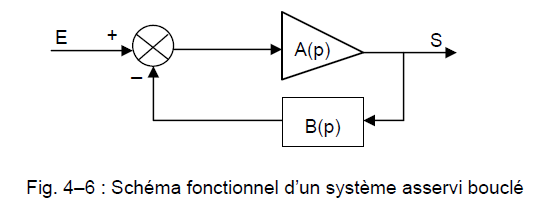 E + A(p) S
–
B(p)
Fig. 4–6 : Schéma fonctionnel d’un système asservi bouclé